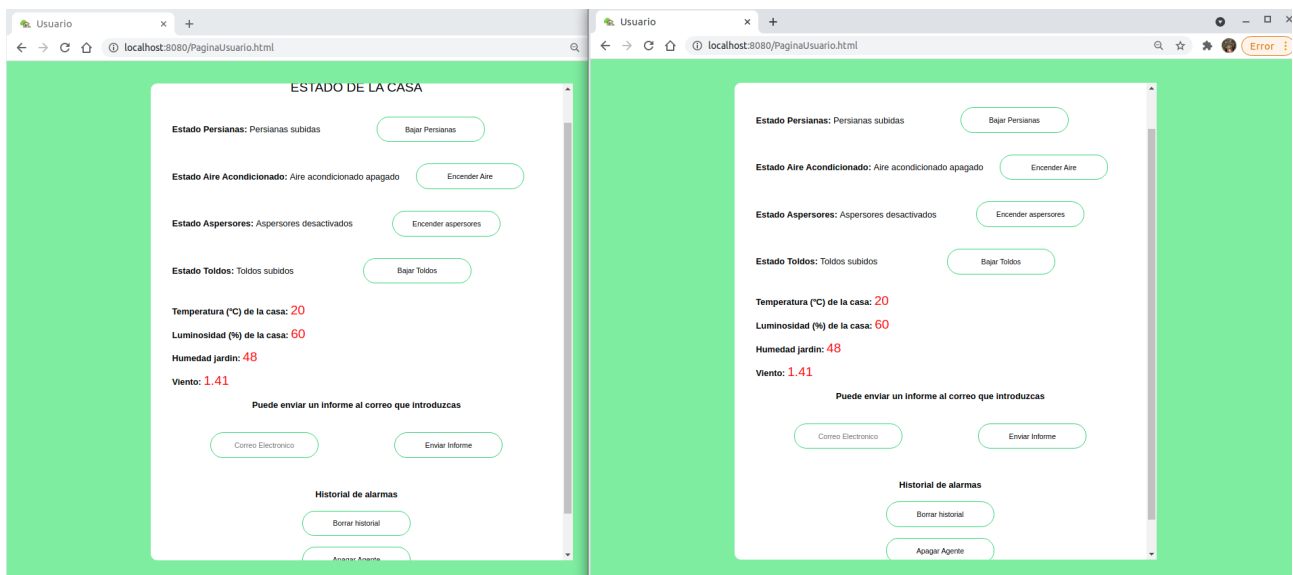 Usuario
localhost:8080/PaginaUsuario.html
ESTADO DE LA CASA
Estado Persianas: Persianas subidas
Bajar Persianas
Estado Aire Acondicionado: Aire acondicionado apagado
Encender Aire
Estado Aspersores: Aspersores desactivados
Encender aspersores
Estado Toldos: Toldos subidos
Bajar Toldos
Temperatura (ºC) de la casa: 20
Luminosidad (%) de la casa: 60
Humedad jardin: 48
Viento: 1.41
Puede enviar un informe al correo que introduzcas
Correo Electronico
Enviar Informe
Historial de alarmas
Borrar historial
Apagar Agente
Usuario
localhost:8080/PaginaUsuario.html
Error
Estado Persianas: Persianas subidas
Bajar Persianas
Estado Aire Acondicionado: Aire acondicionado apagado
Encender Aire
Estado Aspersores: Aspersores desactivados
Encender aspersores
Estado Toldos: Toldos subidos
Bajar Toldos
Temperatura (ºC) de la casa: 20
Luminosidad (%) de la casa: 60
Humedad jardin: 48
Viento: 1.41
Puede enviar un informe al correo que introduzcas
Correo Electronico
Enviar Informe
Historial de alarmas
Borrar historial
Apagar Agente